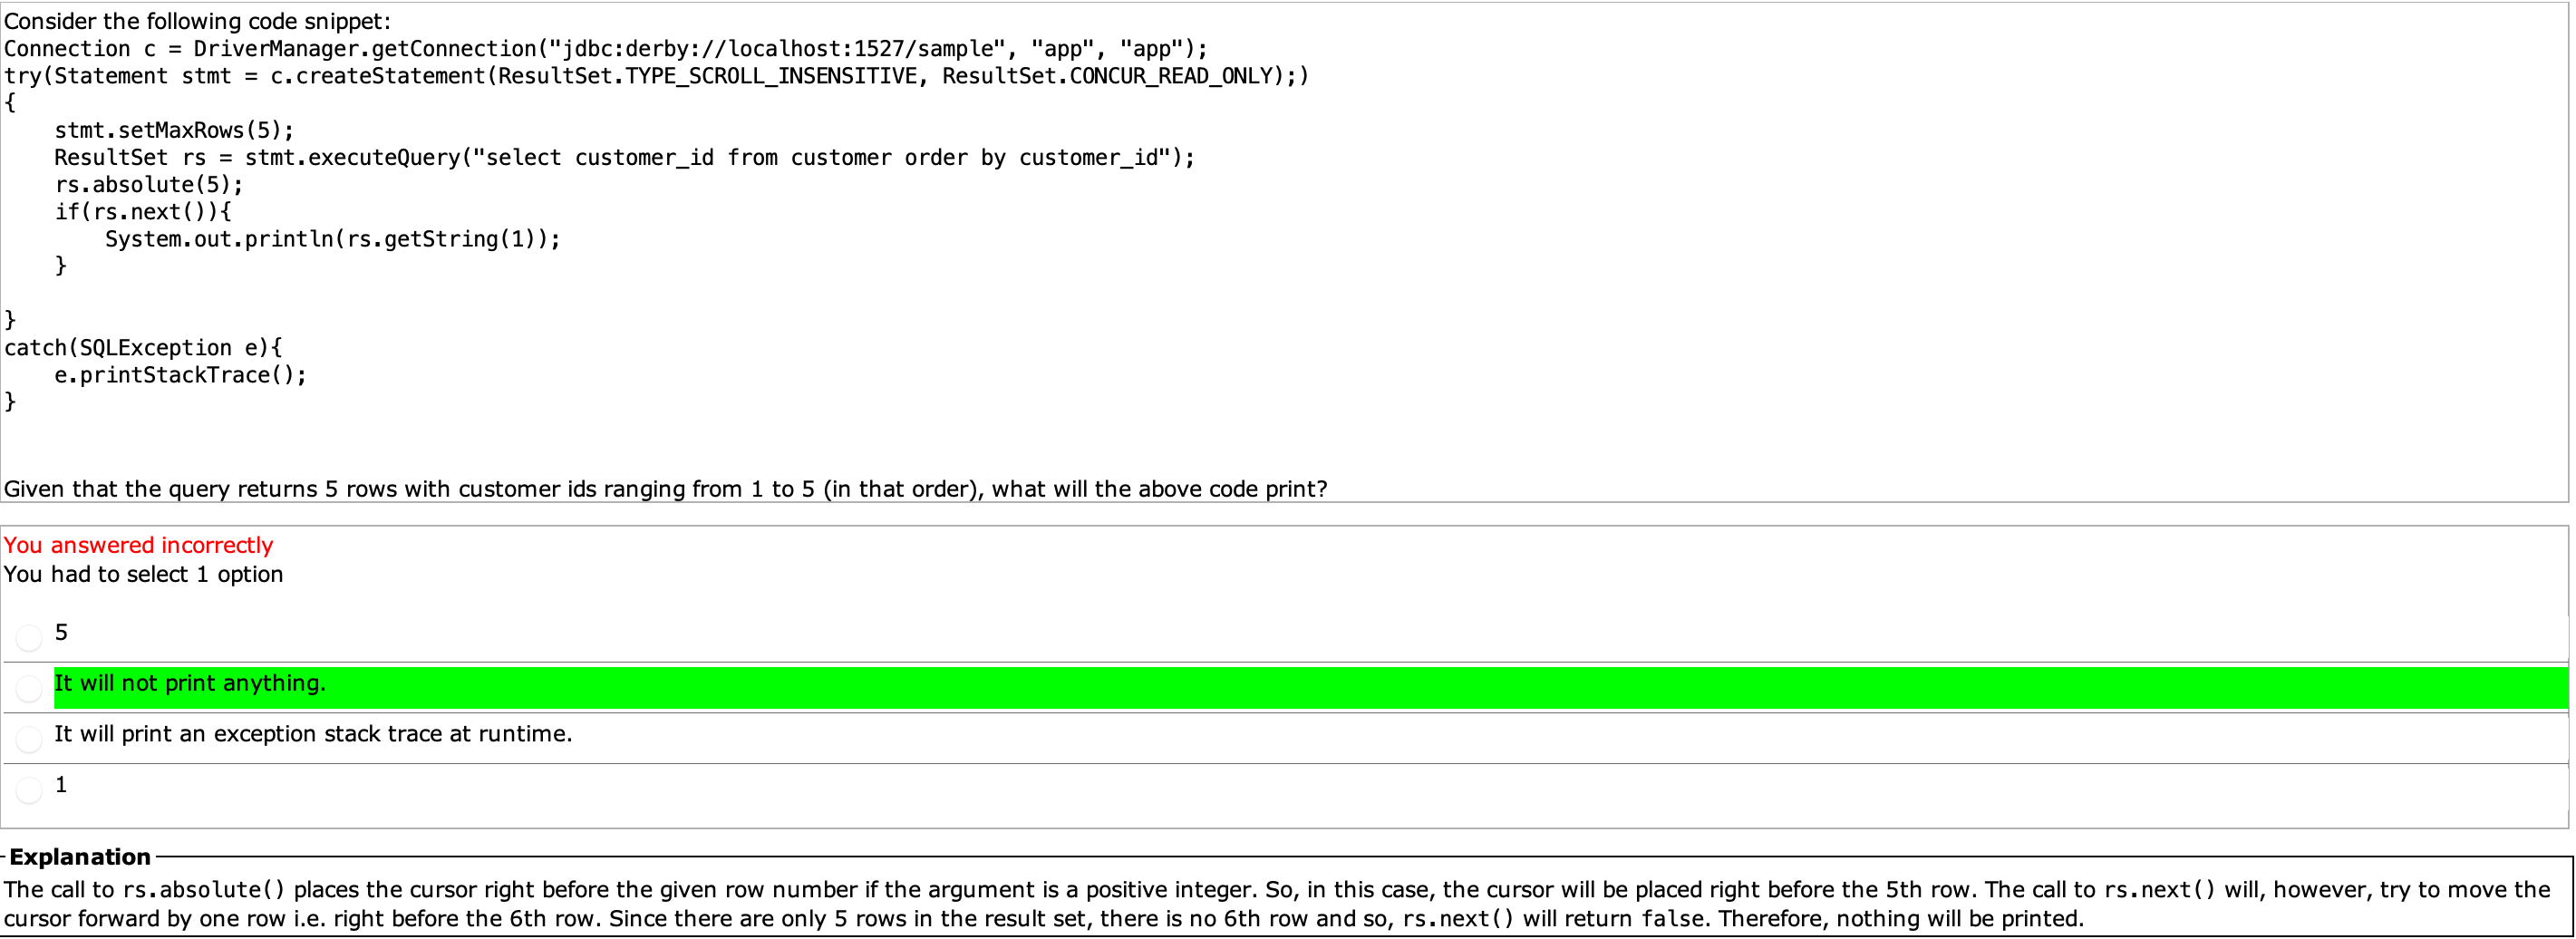 Consider the following code snippet:
Connection c = DriverManager.getConnection("jdbc:derby://localhost:1527/sample", "app", "app");
try(Statement stmt = c.createStatement(ResultSet.TYPE_SCROLL_INSENSITIVE, ResultSet.CONCUR_READ_ONLY);)
{
    stmt.setMaxRows(5);
    ResultSet rs = stmt.executeQuery("select customer_id from customer order by customer_id");
    rs.absolute(5);
    if(rs.next()){
        System.out.println(rs.getString(1));
    }
}
catch(SQLException e){
    e.printStackTrace();
}
Given that the query returns 5 rows with customer ids ranging from 1 to 5 (in that order), what will the above code print?
You answered incorrectly
You had to select 1 option
5
It will not print anything.
It will print an exception stack trace at runtime.
1
Explanation
The call to rs.absolute() places the cursor right before the given row number if the argument is a positive integer. So, in this case, the cursor will be placed right before the 5th row. The call to rs.next() will, however, try to move the
cursor forward by one row i.e. right before the 6th row. Since there are only 5 rows in the result set, there is no 6th row and so, rs.next() will return false. Therefore, nothing will be printed.